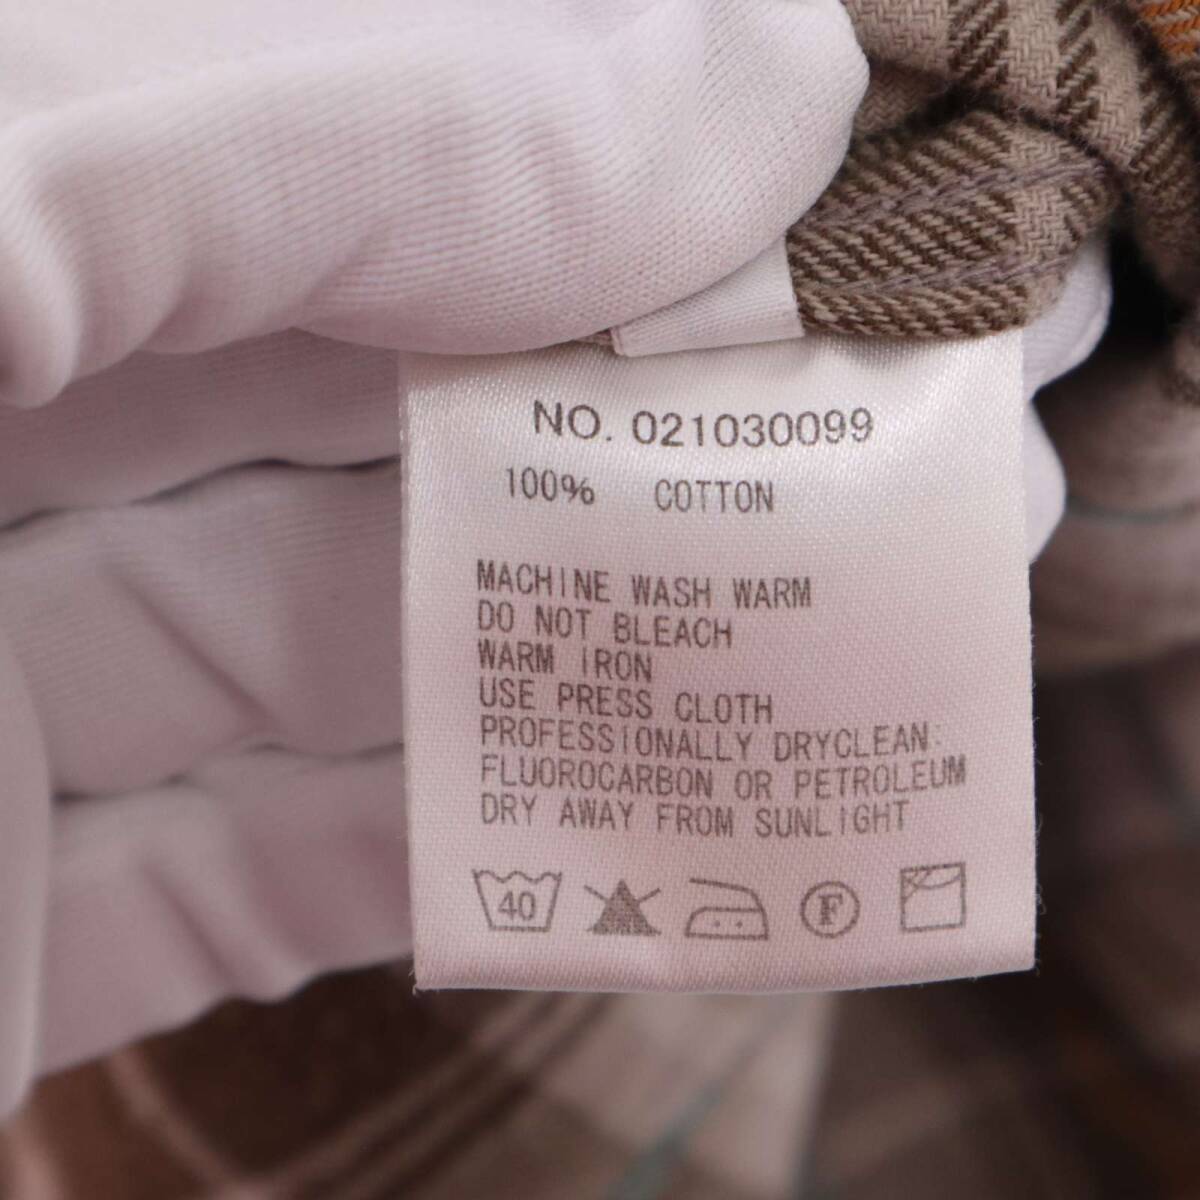 NO. 021030099
100% COTTON
MACHINE WASH WARM
DO NOT BLEACH
WARM IRON
USE PRESS CLOTH
PROFESSIONALLY DRYCLEAN:
FLUOROCARBON OR PETROLEUM
DRY AWAY FROM SUNLIGHT
40 F